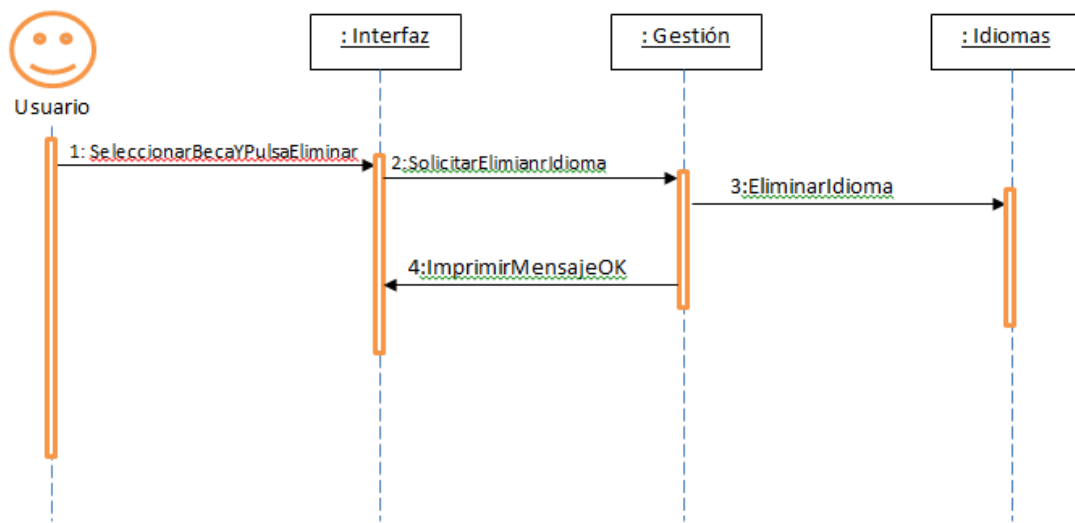 : Interfaz
: Gestión
: Idiomas
Usuario
1: SeleccionarBecaYPulsaEliminar
2:SolicitarElimianrIdioma
3:EliminarIdioma
4:ImprimirMensajeOK